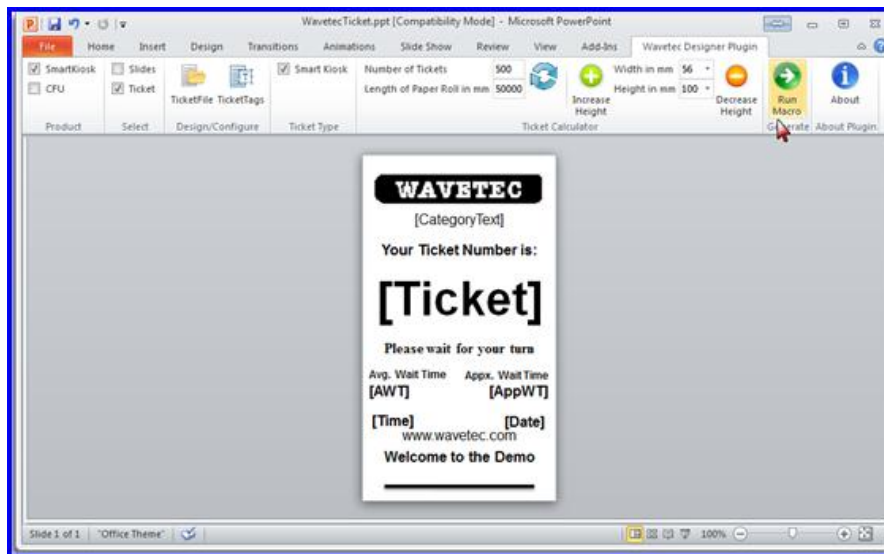 WavetecTicket.ppt [Compatibility Mode] - Microsoft PowerPoint
File Home Insert Design Transitions Animations Slide Show Review View Add-Ins Wavetec Designer Plugin
SmartKiosk Slides Smart Kiosk Number of Tickets 500 Width in mm 56
CFU Ticket TicketFile TicketTags Length of Paper Roll in mm 50000 Increase Height Height in mm 100 Decrease Height Run Macro About
Product Select Design/Configure Ticket Type Ticket Calculator Generate About Plugin
WAVETEC
[CategoryText]
Your Ticket Number is:
[Ticket]
Please wait for your turn
Avg. Wait Time Appx. Wait Time
[AWT] [AppWT]
[Time] [Date]
www.wavetec.com
Welcome to the Demo
Slide 1 of 1 "Office Theme" 100%